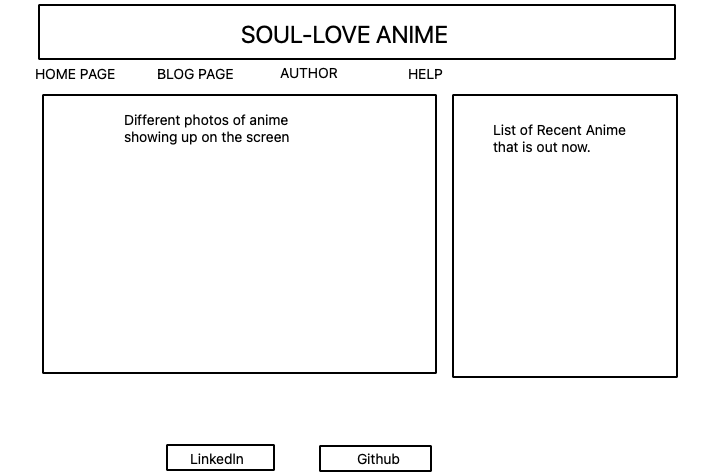 SOUL-LOVE ANIME
HOME PAGE
BLOG PAGE
AUTHOR
HELP
Different photos of anime
showing up on the screen
List of Recent Anime
that is out now.
LinkedIn
Github